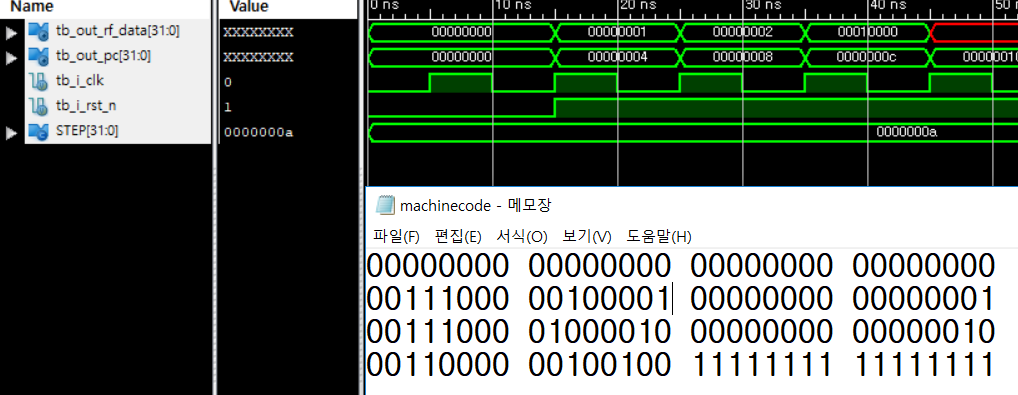 Name Value 0 ns 10 ns 20 ns 30 ns 40 ns 50
tb_out_rf_data[31:0] XXXXXXXX 00000000 00000001 00000002 00010000
tb_out_pc[31:0] XXXXXXXX 00000000 00000004 00000008 0000000c 00000010
tb_i_clk 0
tb_i_rst_n 1
STEP[31:0] 0000000a 0000000a
machinecode - 메모장
파일(F) 편집(E) 서식(O) 보기(V) 도움말(H)
00000000 00000000 00000000 00000000
00111000 00100001 00000000 00000001
00111000 01000010 00000000 00000010
00110000 00100100 11111111 11111111